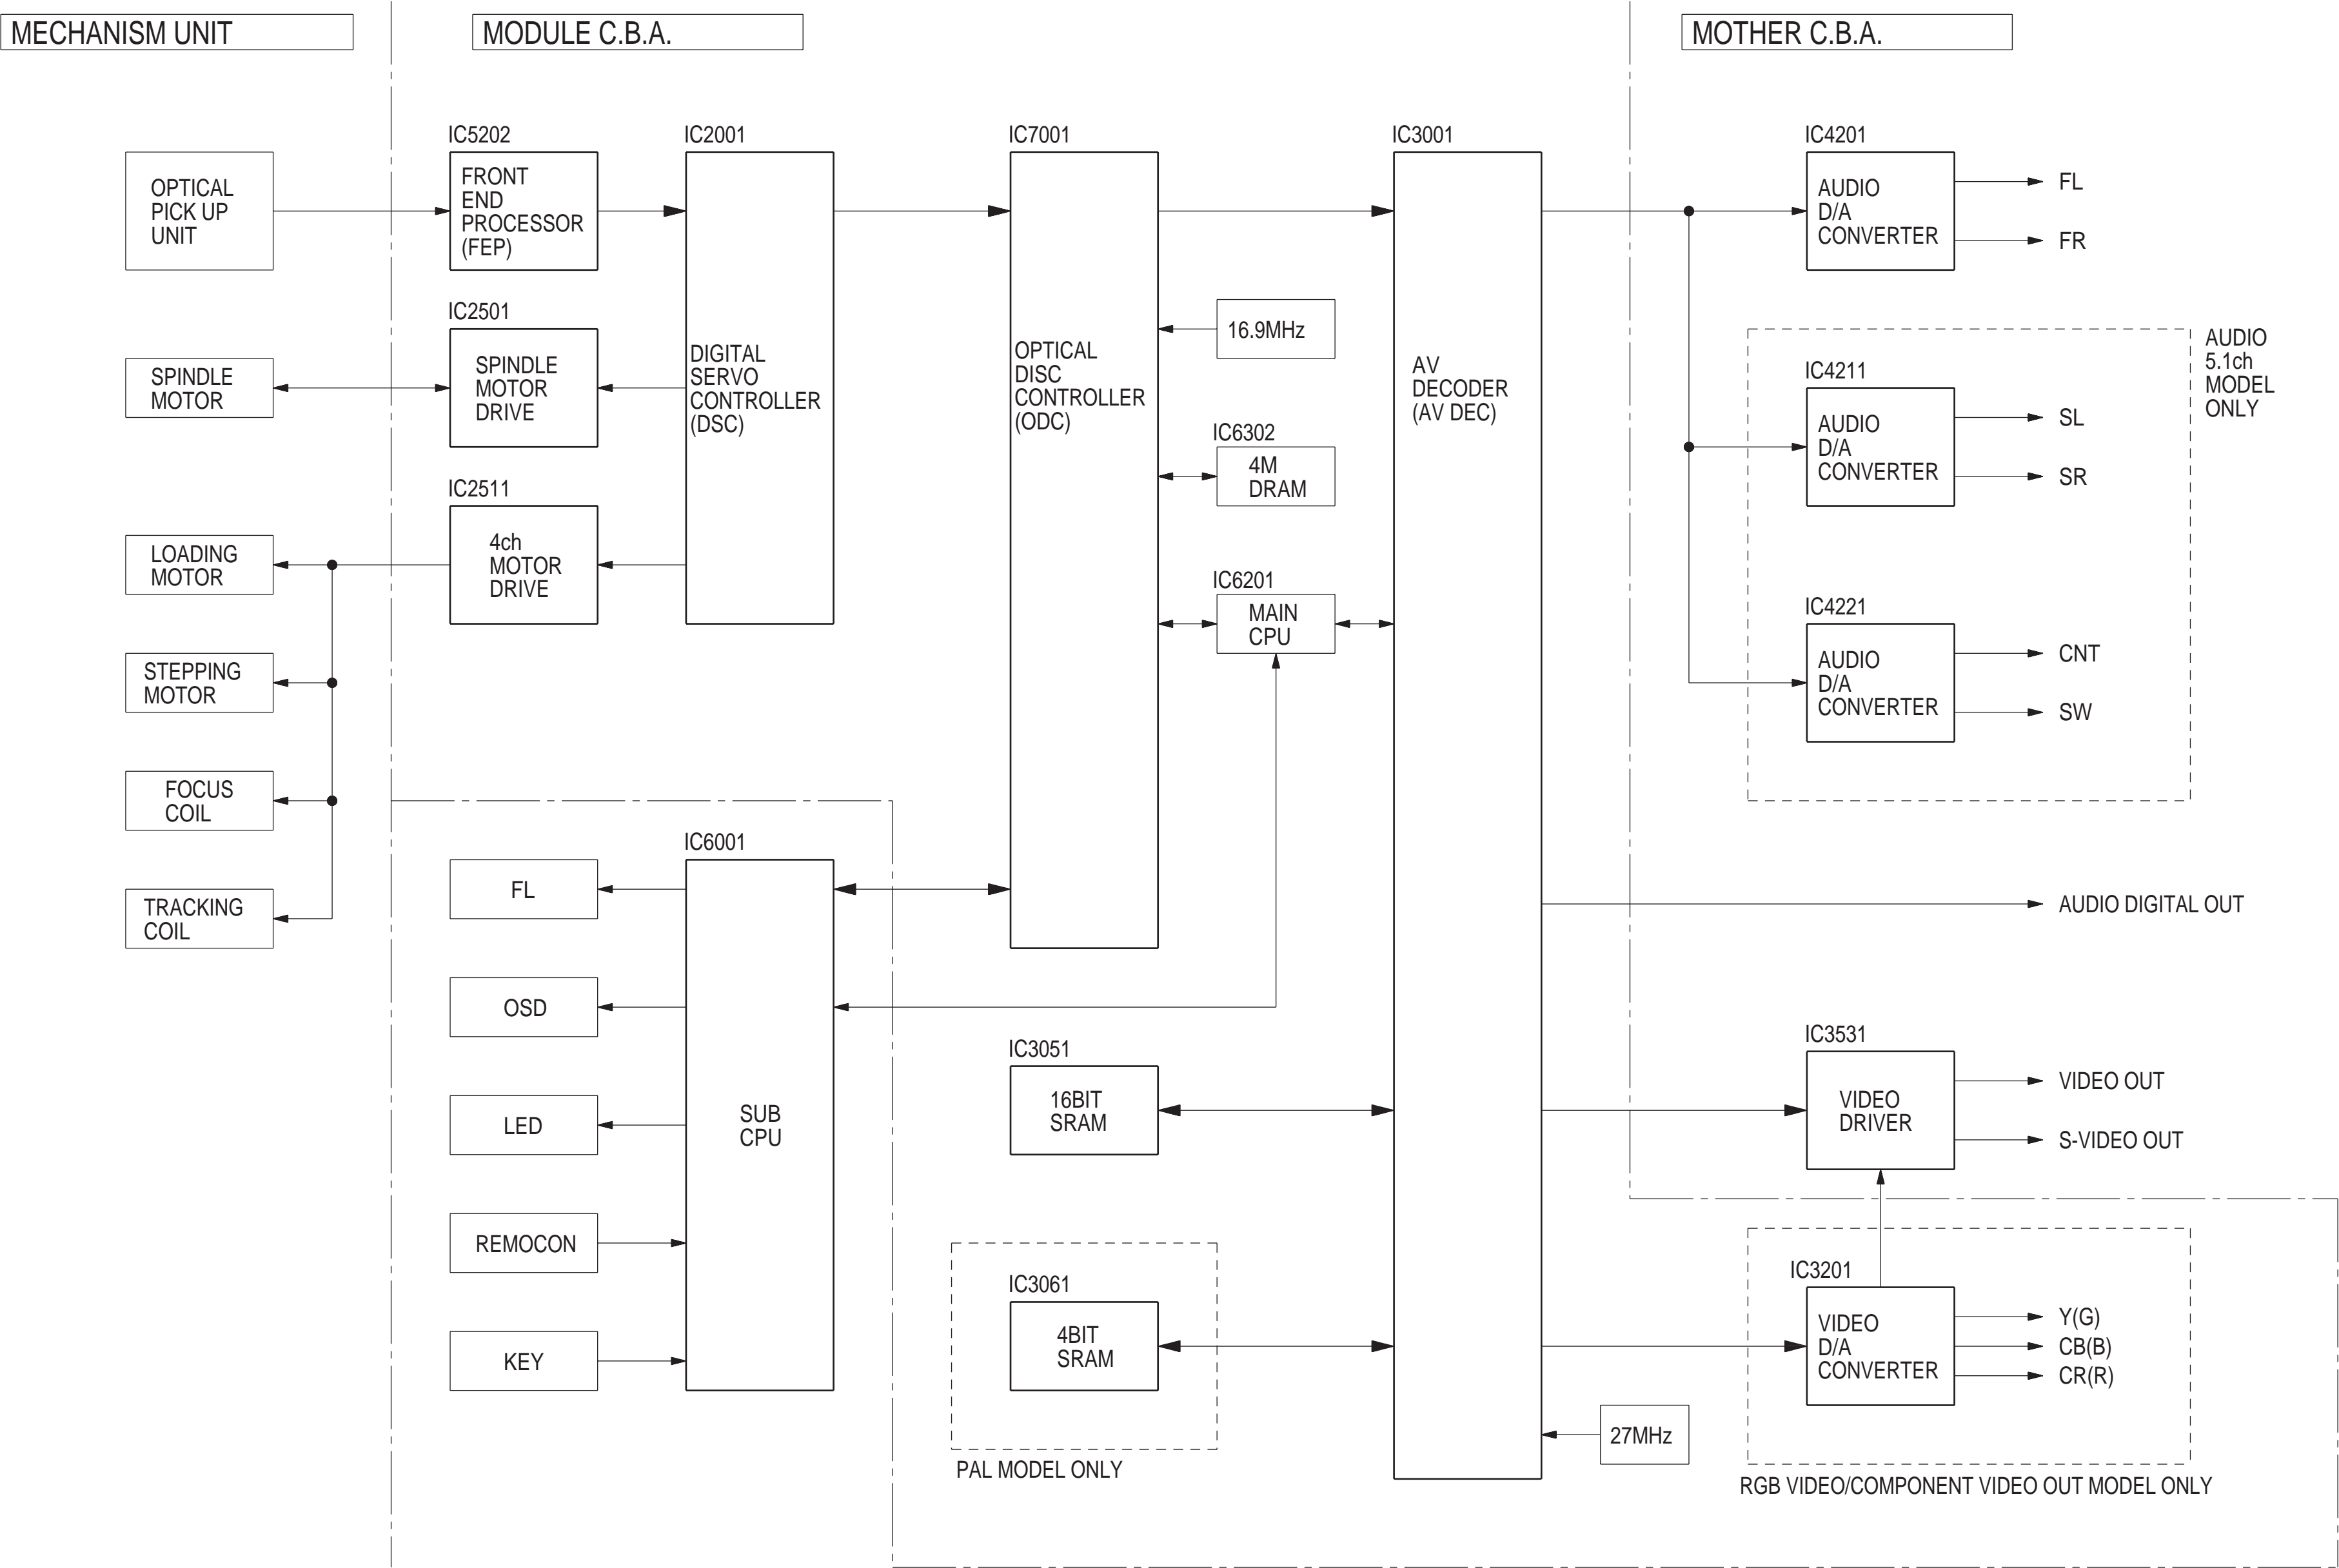 MECHANISM UNIT
MODULE C.B.A.
MOTHER C.B.A.
OPTICAL
PICK UP
UNIT
SPINDLE
MOTOR
LOADING
MOTOR
STEPPING
MOTOR
FOCUS
COIL
TRACKING
COIL
IC5202
FRONT
END
PROCESSOR
(FEP)
IC2501
SPINDLE
MOTOR
DRIVE
IC2511
4ch
MOTOR
DRIVE
IC2001
DIGITAL
SERVO
CONTROLLER
(DSC)
FL
OSD
LED
REMOCON
KEY
IC6001
SUB
CPU
IC7001
OPTICAL
DISC
CONTROLLER
(ODC)
16.9MHz
IC6302
4M
DRAM
IC6201
MAIN
CPU
IC3051
16BIT
SRAM
IC3061
4BIT
SRAM
PAL MODEL ONLY
IC3001
AV
DECODER
(AV DEC)
27MHz
IC4201
AUDIO
D/A
CONVERTER
FL
FR
AUDIO
5.1ch
MODEL
ONLY
IC4211
AUDIO
D/A
CONVERTER
SL
SR
IC4221
AUDIO
D/A
CONVERTER
CNT
SW
AUDIO DIGITAL OUT
IC3531
VIDEO
DRIVER
VIDEO OUT
S-VIDEO OUT
IC3201
VIDEO
D/A
CONVERTER
Y(G)
CB(B)
CR(R)
RGB VIDEO/COMPONENT VIDEO OUT MODEL ONLY